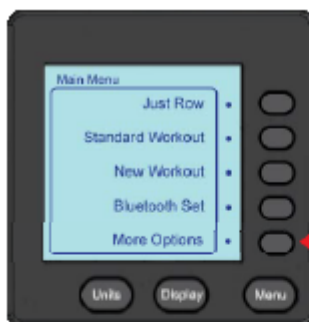 Main Menu
Just Row
Standard Workout
New Workout
Bluetooth Set
More Options
Units Display Menu